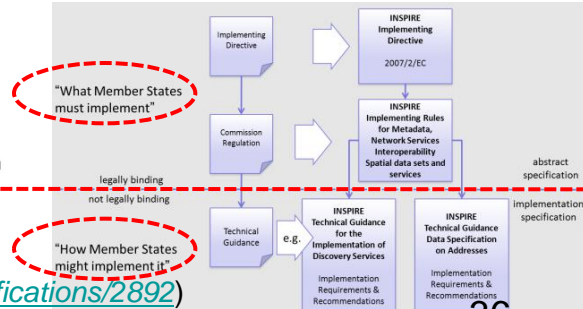 Implementing
Directive
INSPIRE
Implementing
Directive
2007/2/EC
"What Member States
must implement"
Commission
Regulation
INSPIRE
Implementing Rules
for Metadata,
Network Services
Interoperability
Spatial data sets and
services
legally binding
not legally binding
abstract
specification
implementation
specification
"How Member States
might implement it"
Technical
Guidance
e.g.
INSPIRE
Technical Guidance
for the
Implementation of
Discovery Services
Implementation
Requirements &
Recommendations
INSPIRE
Technical Guidance
Data Specification
on Addresses
Implementation
Requirements &
Recommendations
fications/2892)